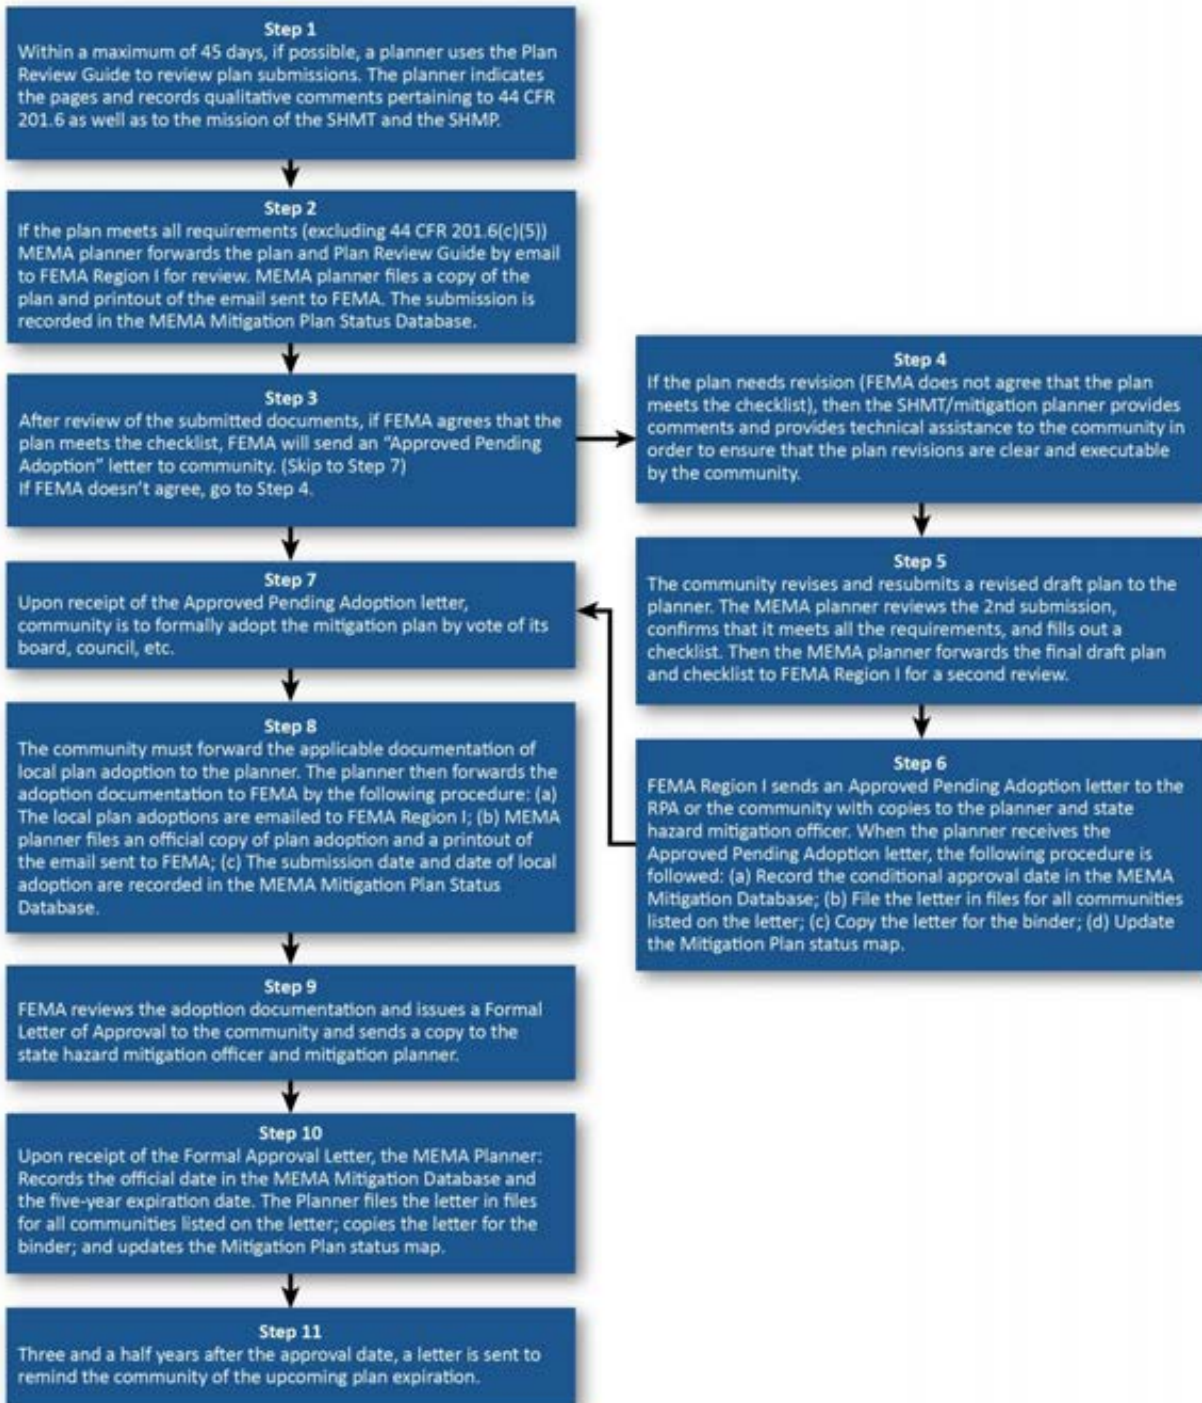 Step 1
Within a maximum of 45 days, if possible, a planner uses the Plan
Review Guide to review plan submissions. The planner indicates
the pages and records qualitative comments pertaining to 44 CFR
201.6 as well as to the mission of the SHMT and the SHMP.
Step 2
If the plan meets all requirements (excluding 44 CFR 201.6(c)(5))
MEMA planner forwards the plan and Plan Review Guide by email
to FEMA Region I for review. MEMA planner files a copy of the
plan and printout of the email sent to FEMA. The submission is
recorded in the MEMA Mitigation Plan Status Database.
Step 3
After review of the submitted documents, if FEMA agrees that the
plan meets the checklist, FEMA will send an “Approved Pending
Adoption” letter to community. (Skip to Step 7)
If FEMA doesn’t agree, go to Step 4.
Step 4
If the plan needs revision (FEMA does not agree that the plan
meets the checklist), then the SHMT/mitigation planner provides
comments and provides technical assistance to the community in
order to ensure that the plan revisions are clear and executable
by the community.
Step 5
The community revises and resubmits a revised draft plan to the
planner. The MEMA planner reviews the 2nd submission,
confirms that it meets all the requirements, and fills out a
checklist. Then the MEMA planner forwards the final draft plan
and checklist to FEMA Region I for a second review.
Step 6
FEMA Region I sends an Approved Pending Adoption letter to the
RPA or the community with copies to the planner and state
hazard mitigation officer. When the planner receives the
Approved Pending Adoption letter, the following procedure is
followed: (a) Record the conditional approval date in the MEMA
Mitigation Database; (b) File the letter in files for all communities
listed on the letter; (c) Copy the letter for the binder; (d) Update
the Mitigation Plan status map.
Step 7
Upon receipt of the Approved Pending Adoption letter,
community is to formally adopt the mitigation plan by vote of its
board, council, etc.
Step 8
The community must forward the applicable documentation of
local plan adoption to the planner. The planner then forwards the
adoption documentation to FEMA by the following procedure: (a)
The local plan adoptions are emailed to FEMA Region I; (b) MEMA
planner files an official copy of plan adoption and a printout of
the email sent to FEMA; (c) The submission date and date of local
adoption are recorded in the MEMA Mitigation Plan Status
Database.
Step 9
FEMA reviews the adoption documentation and issues a Formal
Letter of Approval to the community and sends a copy to the
state hazard mitigation officer and mitigation planner.
Step 10
Upon receipt of the Formal Approval Letter, the MEMA Planner:
Records the official date in the MEMA Mitigation Database and
the five-year expiration date. The Planner files the letter in files
for all communities listed on the letter; copies the letter for the
binder; and updates the Mitigation Plan status map.
Step 11
Three and a half years after the approval date, a letter is sent to
remind the community of the upcoming plan expiration.